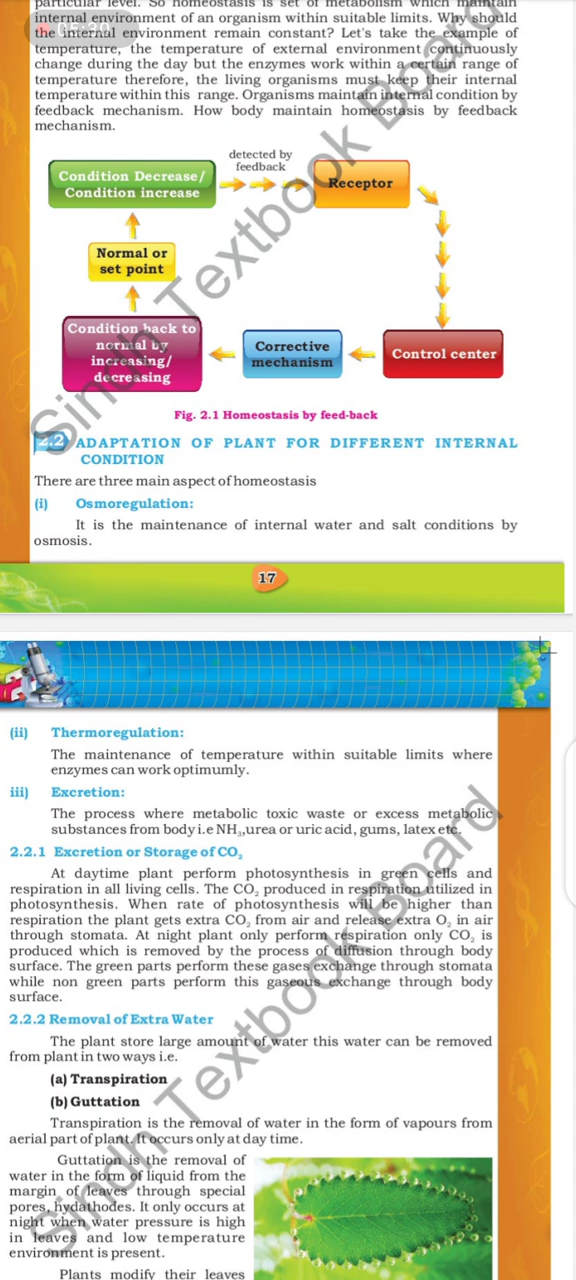 particular level. So homeostasis is set of metabolism which maintain
internal environment of an organism within suitable limits. Why should
the internal environment remain constant? Let's take the example of
temperature, the temperature of external environment continuously
change during the day but the enzymes work within a certain range of
temperature therefore, the living organisms must keep their internal
temperature within this range. Organisms maintain internal condition by
feedback mechanism. How body maintain homeostasis by feedback
mechanism.
Condition Decrease/
Condition increase
detected by
feedback
Receptor
Normal or
set point
Condition back to
normal by
increasing/
decreasing
Corrective
mechanism
Control center
Fig. 2.1 Homeostasis by feed-back
2.2 ADAPTATION OF PLANT FOR DIFFERENT INTERNAL
CONDITION
There are three main aspect of homeostasis
(i) Osmoregulation:
It is the maintenance of internal water and salt conditions by
osmosis.
17
Sindh Textbook Board
(ii) Thermoregulation:
The maintenance of temperature within suitable limits where
enzymes can work optimumly.
iii) Excretion:
The process where metabolic toxic waste or excess metabolic
substances from body i.e NH₃,urea or uric acid, gums, latex etc.
2.2.1 Excretion or Storage of CO₂
At daytime plant perform photosynthesis in green cells and
respiration in all living cells. The CO₂ produced in respiration utilized in
photosynthesis. When rate of photosynthesis will be higher than
respiration the plant gets extra CO₂ from air and release extra O₂ in air
through stomata. At night plant only perform respiration only CO₂ is
produced which is removed by the process of diffusion through body
surface. The green parts perform these gases exchange through stomata
while non green parts perform this gaseous exchange through body
surface.
2.2.2 Removal of Extra Water
The plant store large amount of water this water can be removed
from plant in two ways i.e.
(a) Transpiration
(b) Guttation
Transpiration is the removal of water in the form of vapours from
aerial part of plant. It occurs only at day time.
Guttation is the removal of
water in the form of liquid from the
margin of leaves through special
pores, hydathodes. It only occurs at
night when water pressure is high
in leaves and low temperature
environment is present.
Plants modify their leaves
Sindh Textbook Board